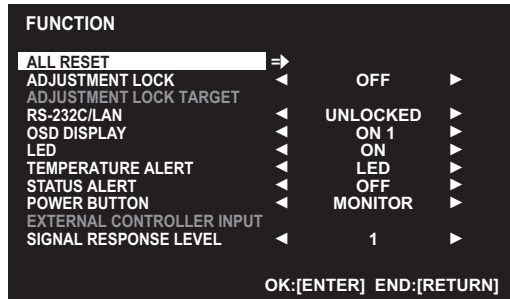 FUNCTION
ALL RESET
ADJUSTMENT LOCK OFF
ADJUSTMENT LOCK TARGET
RS-232C/LAN UNLOCKED
OSD DISPLAY ON 1
LED ON
TEMPERATURE ALERT LED
STATUS ALERT OFF
POWER BUTTON MONITOR
EXTERNAL CONTROLLER INPUT
SIGNAL RESPONSE LEVEL 1
OK:[ENTER] END:[RETURN]